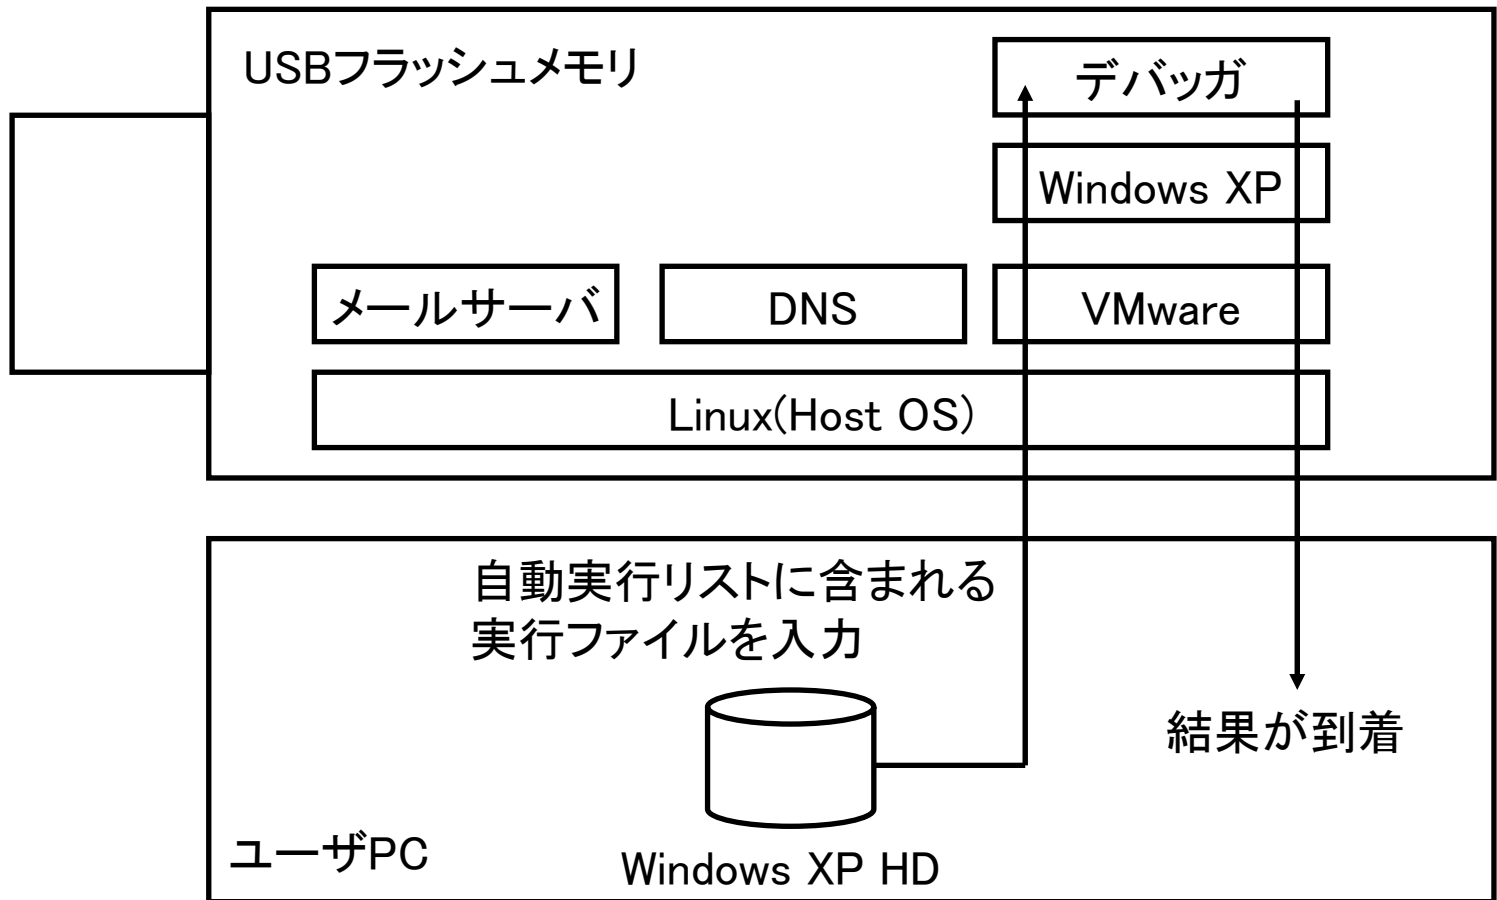 USBフラッシュメモリ
デバッガ
Windows XP
メールサーバ
DNS
VMware
Linux(Host OS)
自動実行リストに含まれる
実行ファイルを入力
結果が到着
ユーザPC
Windows XP HD